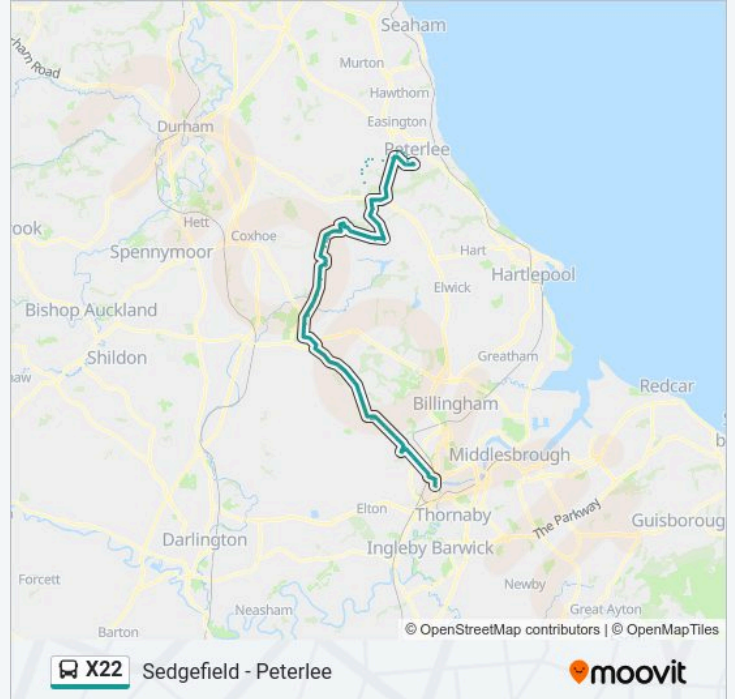 Seaham
rham Road
Murton
Hawthorn
Easington
Durham
Peterlee
ook
Hett
Coxhoe
Spennymoor
Hart
Hartlepool
Elwick
Bishop Auckland
Shildon
Greatham
aw
Redcar
Billingham
b
Middlesbrough
Elton
Thornaby
The Parkway
Guisboroug
Darlington
Ingleby Barwick
Forcett
Newby
Neasham
Great Ayton
Barton
© OpenStreetMap contributors | © OpenMapTiles
X22 Sedgefield - Peterlee
moovit